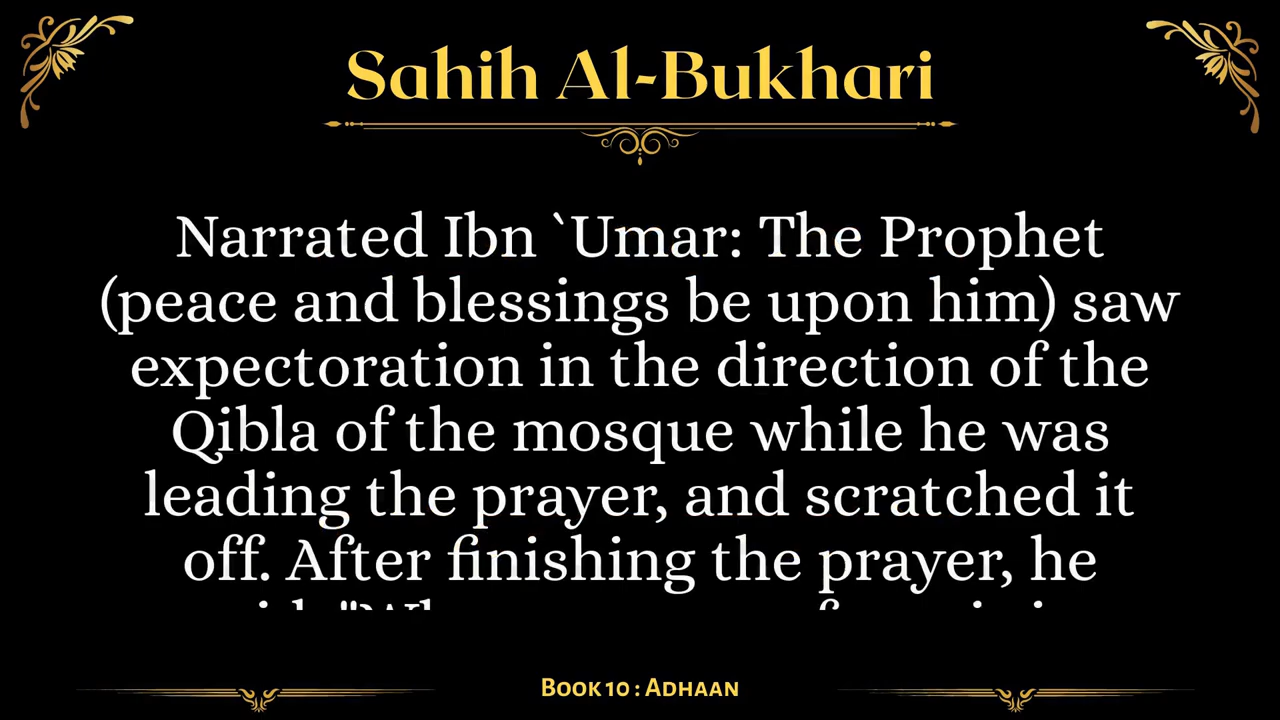 Sahih Al-Bukhari
Narrated Ibn `Umar: The Prophet
(peace and blessings be upon him) saw
expectoration in the direction of the
Qibla of the mosque while he was
leading the prayer, and scratched it
off. After finishing the prayer, he
Book 10 : Adhaan